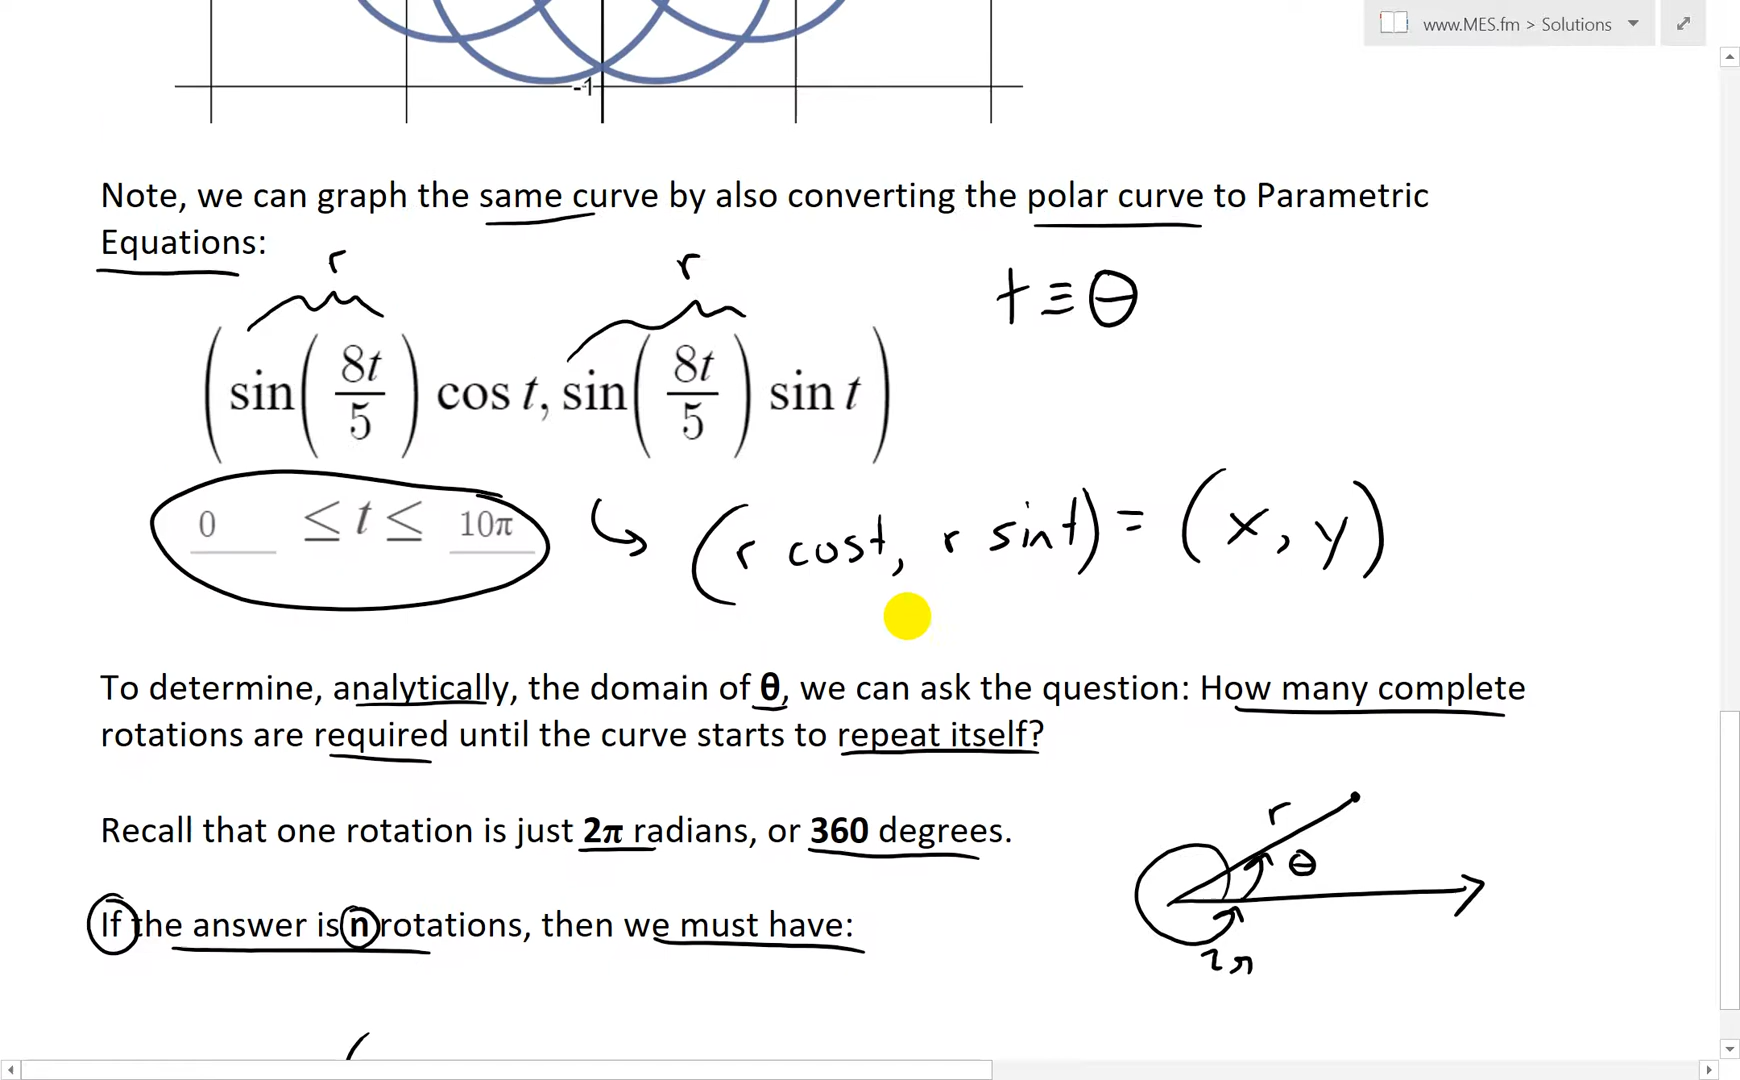 www.MES.fm > Solutions
-1
Note, we can graph the same curve by also converting the polar curve to Parametric
Equations:
r r
t ≡ θ
(sin(8t/5) cos t, sin(8t/5) sin t)
0 ≤ t ≤ 10π
(r cost, r sint) = (x, y)
To determine, analytically, the domain of θ, we can ask the question: How many complete
rotations are required until the curve starts to repeat itself?
Recall that one rotation is just 2π radians, or 360 degrees.
r
θ
2π
If the answer is n rotations, then we must have:
(